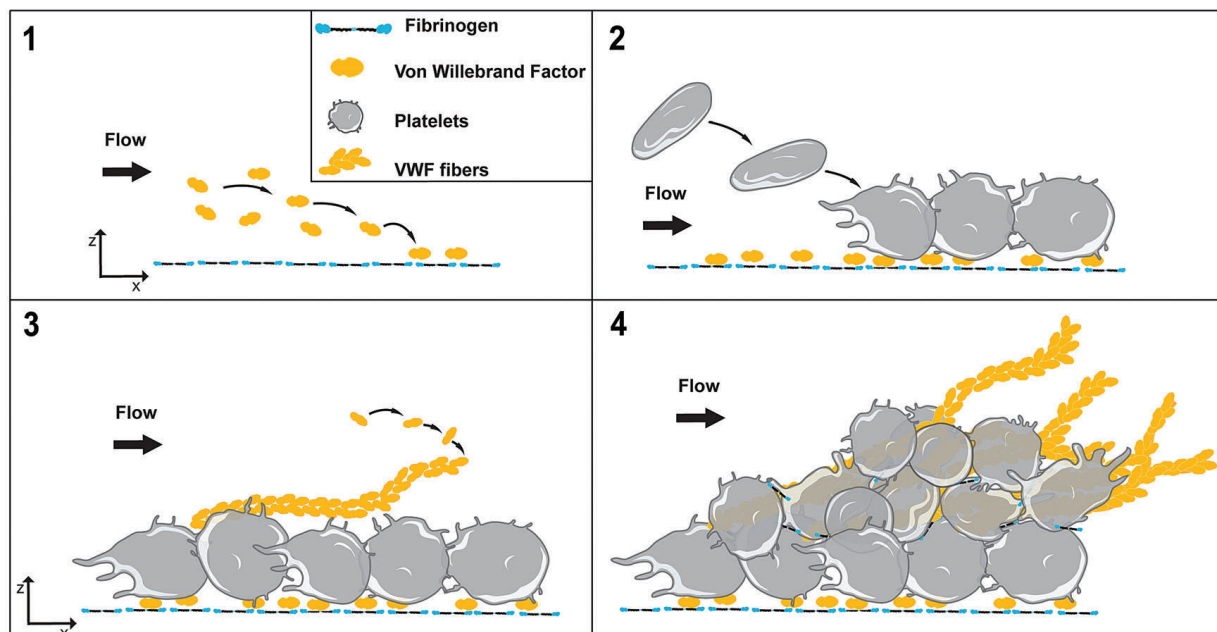 1
Fibrinogen
Von Willebrand Factor
Platelets
VWF fibers
Flow
z
x
2
Flow
3
Flow
z
x
4
Flow